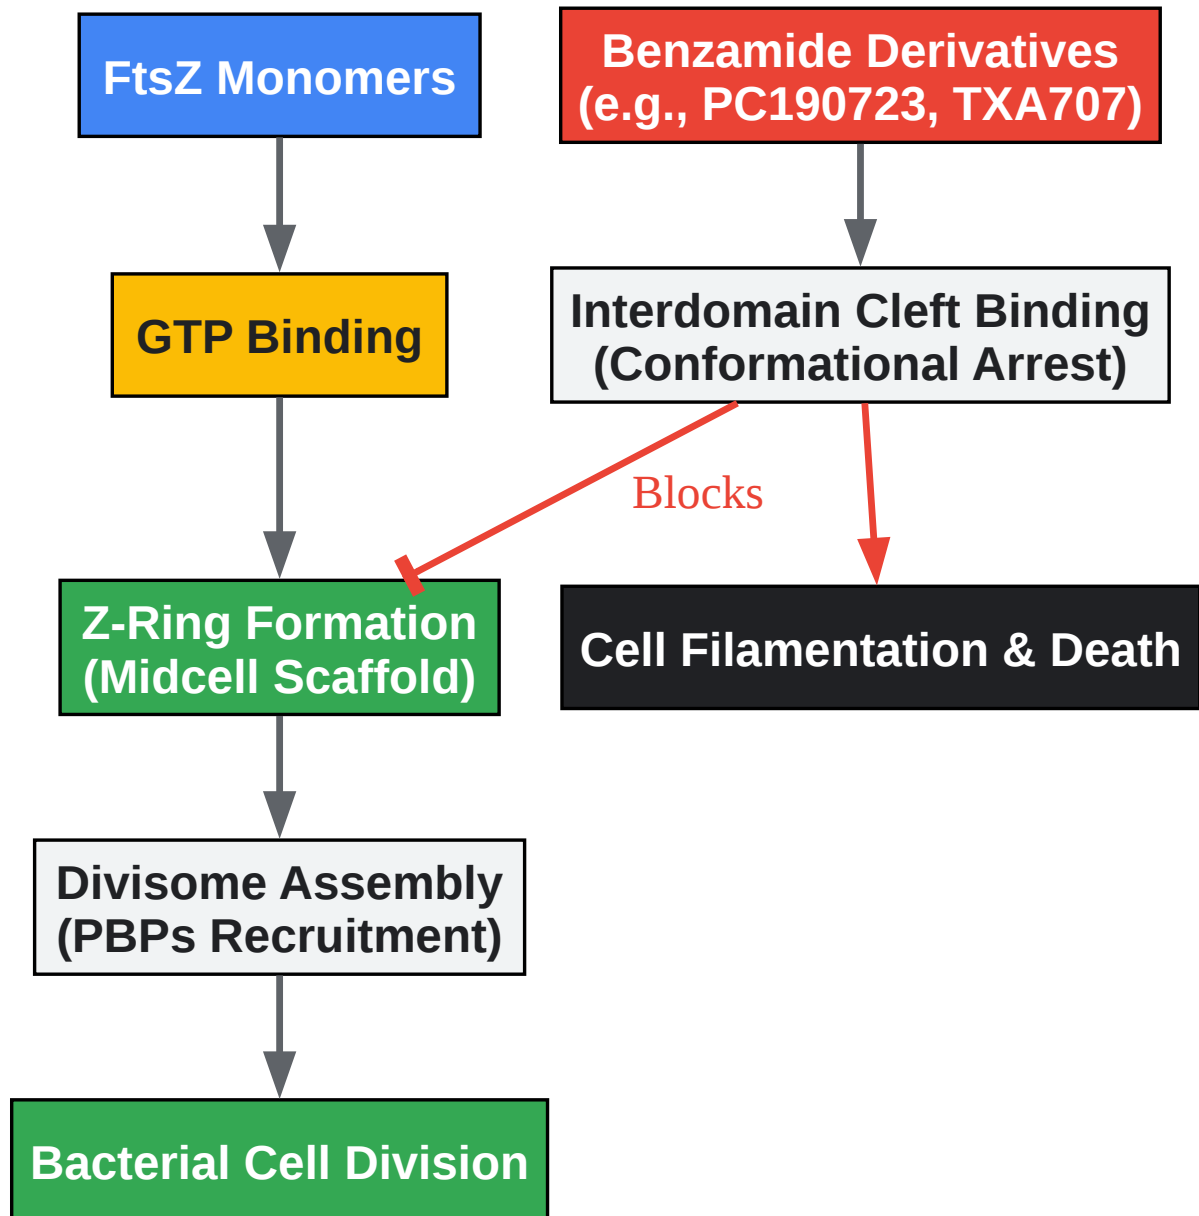 FtsZ Monomers
Benzamide Derivatives
(e.g., PC190723, TXA707)
GTP Binding
Interdomain Cleft Binding
(Conformational Arrest)
Blocks
Z-Ring Formation
(Midcell Scaffold)
Cell Filamentation & Death
Divisome Assembly
(PBPs Recruitment)
Bacterial Cell Division